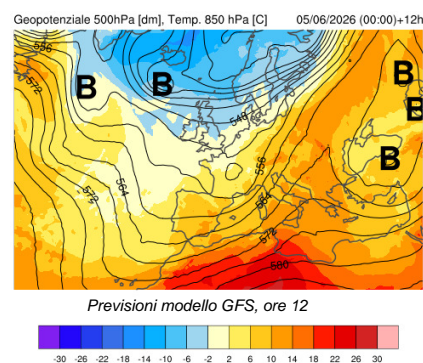 Geopotenziale 500hPa [dm], Temp. 850 hPa [C] 05/06/2026 (00:00)+12h
556
572
B
B
B
B
B
548
556
564
564
572
572
580
Previsioni modello GFS, ore 12
-30 -26 -22 -18 -14 -10 -6 -2 2 6 10 14 18 22 26 30